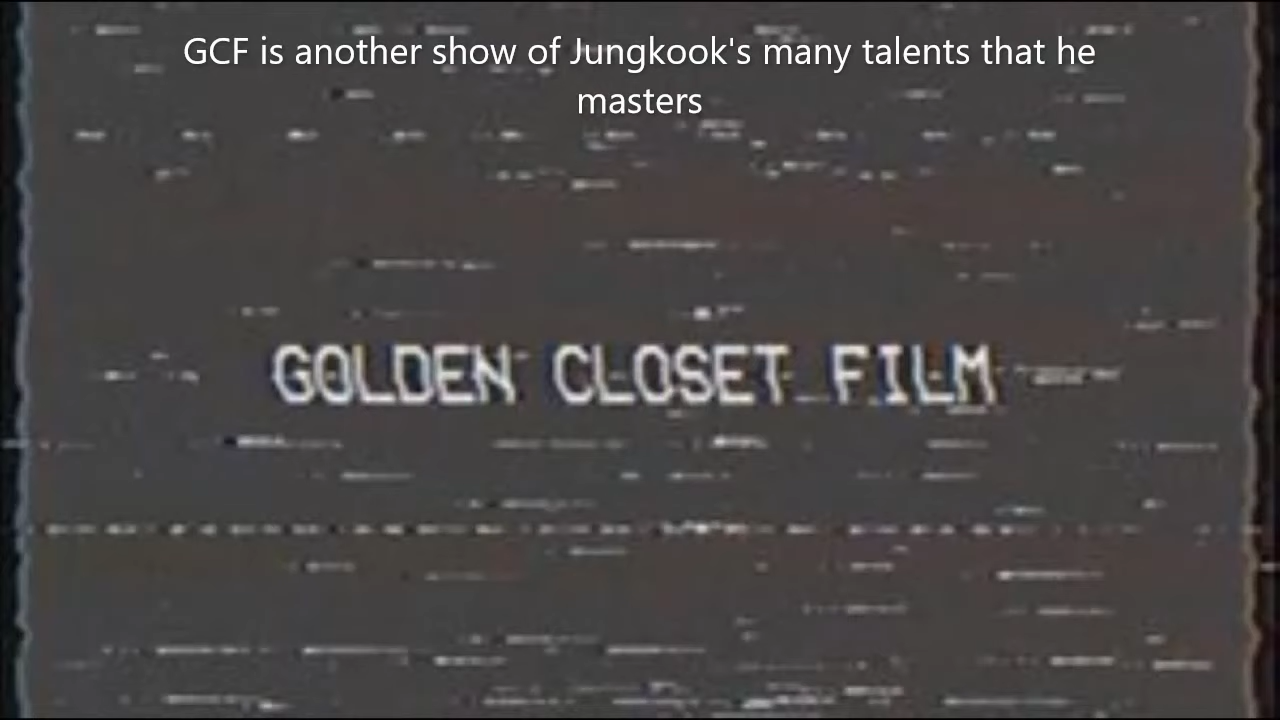 GCF is another show of Jungkook's many talents that he
masters
GOLDEN CLOSET FILM